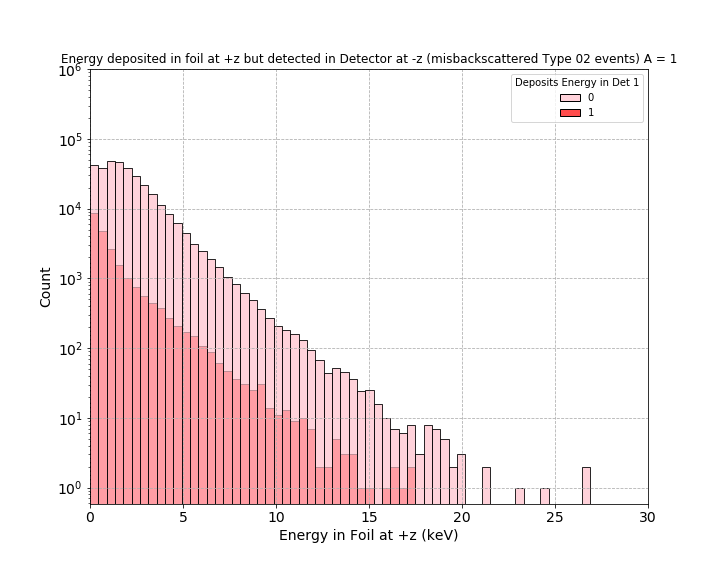 Energy deposited in foil at +z but detected in Detector at -z (misbackscattered Type 02 events) A = 1
Deposits Energy in Det 1
0
1
10^6
10^5
10^4
10^3
10^2
10^1
10^0
Count
0 5 10 15 20 25 30
Energy in Foil at +z (keV)